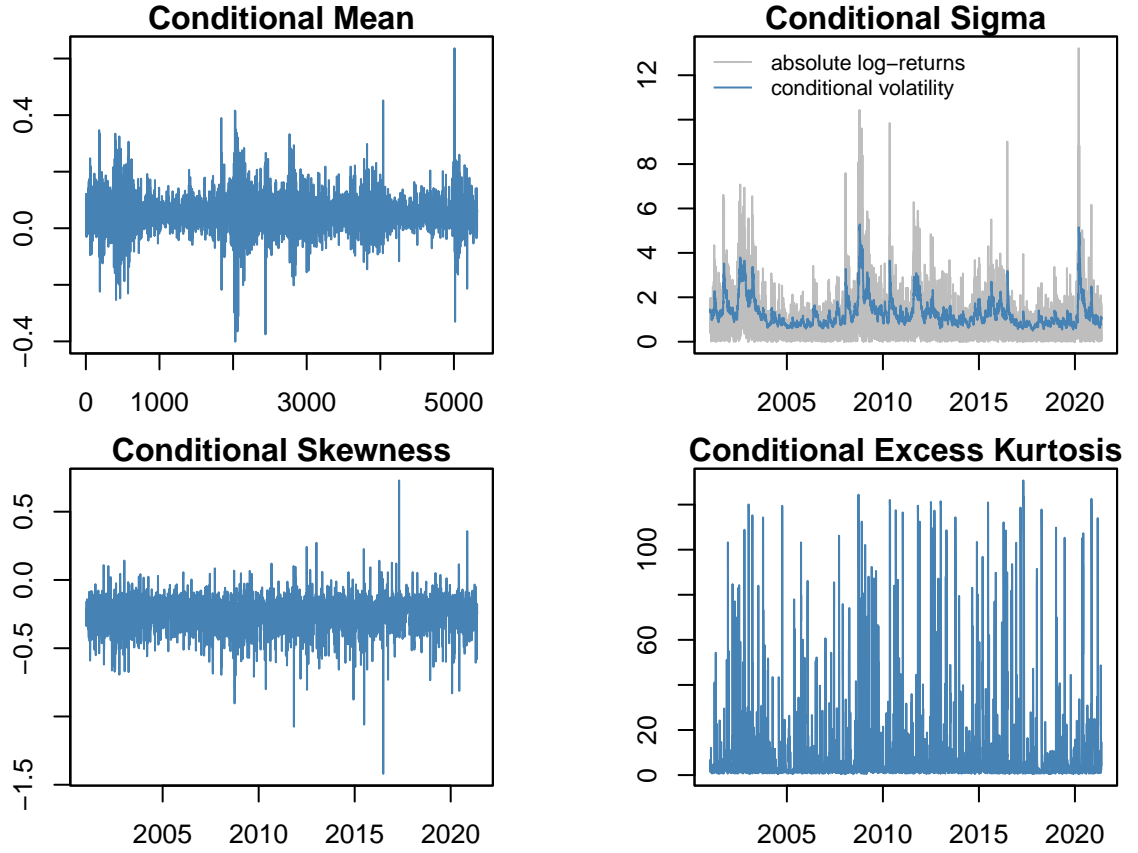 Conditional Mean
0.4
0.0
−0.4
0 1000 3000 5000
Conditional Sigma
absolute log−returns
conditional volatility
12
8
6
4
2
0
2005 2010 2015 2020
Conditional Skewness
0.5
0.0
−0.5
−1.5
2005 2010 2015 2020
Conditional Excess Kurtosis
100
60
20
0
2005 2010 2015 2020